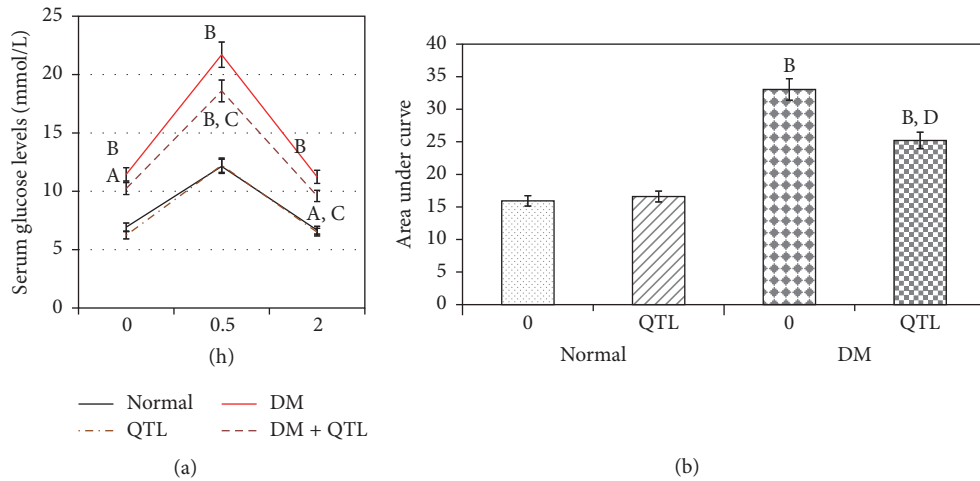 Serum glucose levels (mmol/L)
25
20
15
10
5
0
B
B
B
A
B, C
A, C
0
0.5
2
(h)
Normal
DM
QTL
DM + QTL
(a)
Area under curve
40
35
30
25
20
15
10
5
0
B
B, D
0
QTL
0
QTL
Normal
DM
(b)